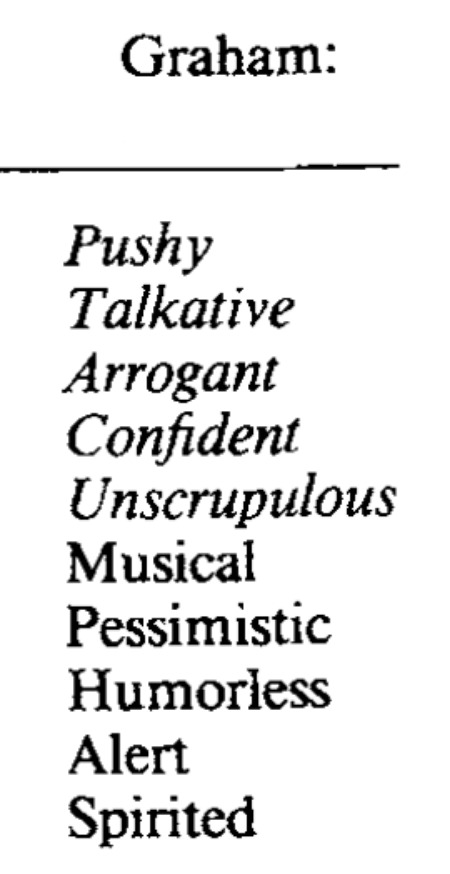 Graham:
Pushy
Talkative
Arrogant
Confident
Unscrupulous
Musical
Pessimistic
Humorless
Alert
Spirited